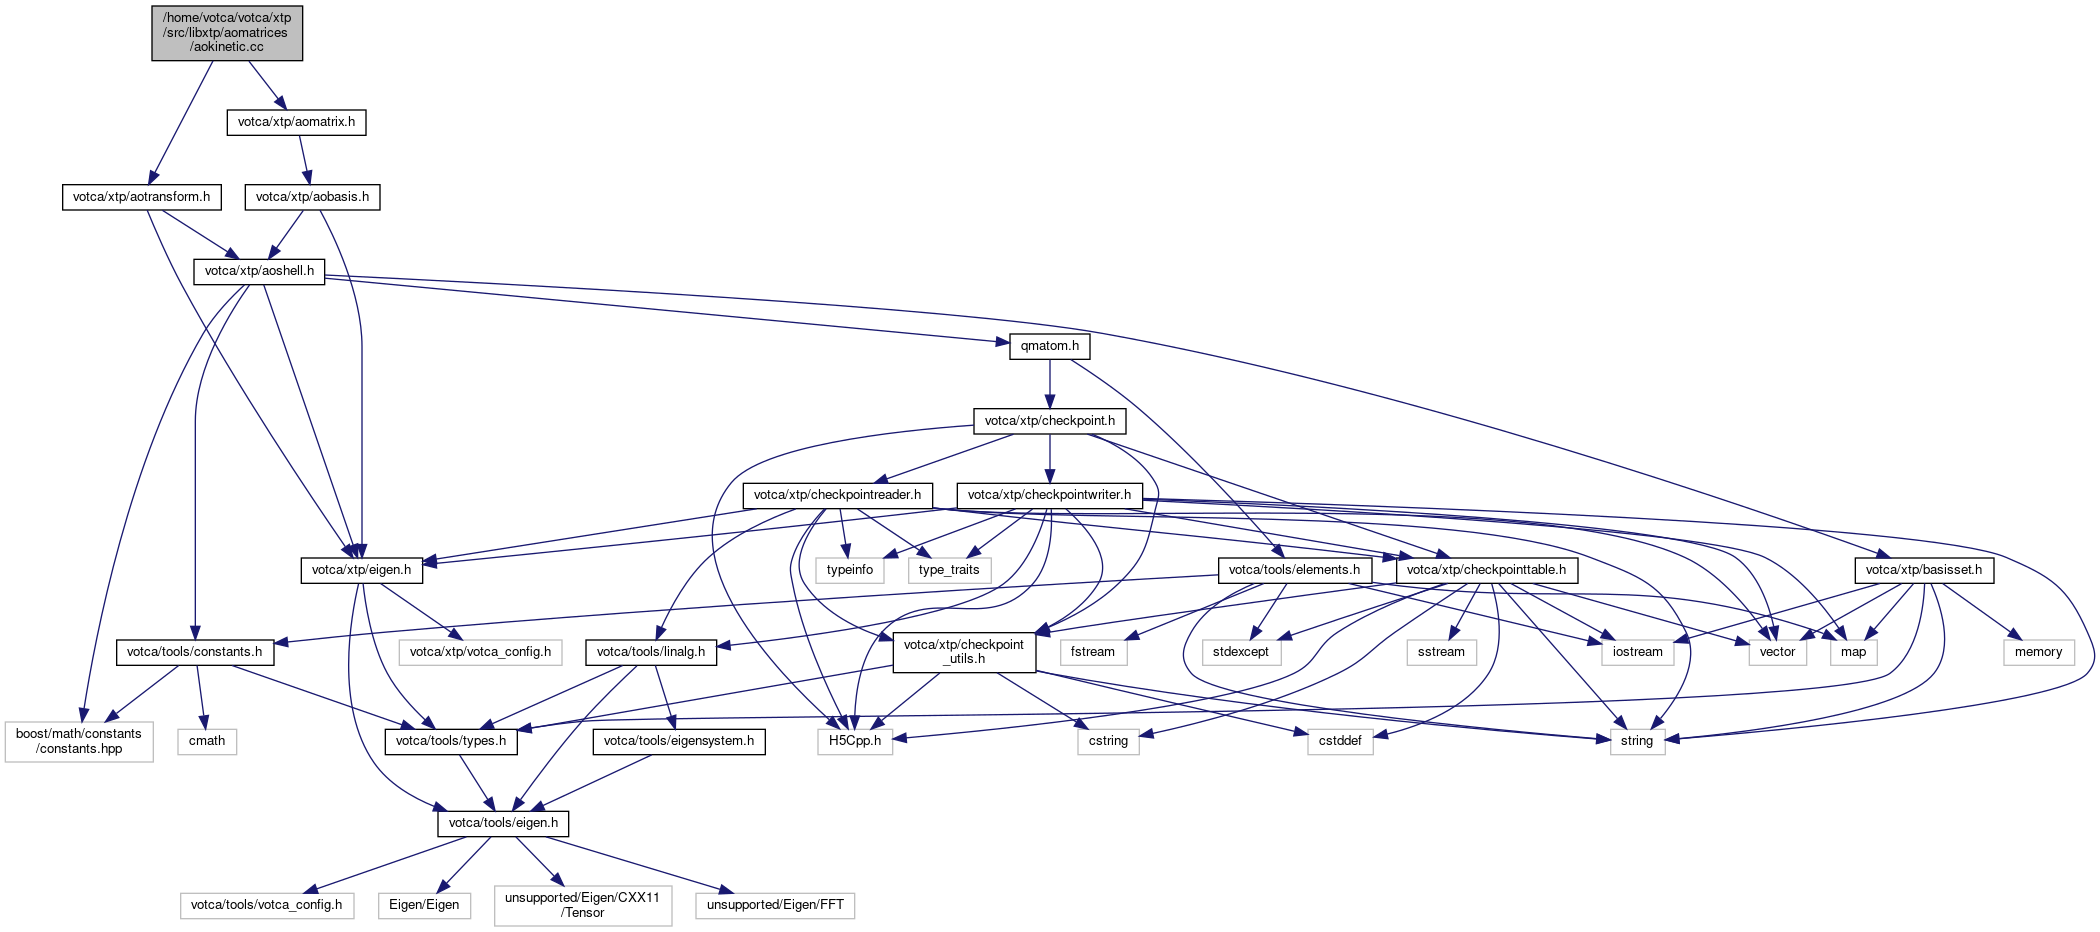 /home/votca/votca/xtp
/src/libxtp/aomatrices
/aokinetic.cc
votca/xtp/aomatrix.h
votca/xtp/aotransform.h
votca/xtp/aobasis.h
votca/xtp/aoshell.h
qmatom.h
votca/xtp/checkpoint.h
votca/xtp/checkpointreader.h
votca/xtp/checkpointwriter.h
votca/xtp/eigen.h
typeinfo
type_traits
votca/tools/elements.h
votca/xtp/checkpointtable.h
votca/xtp/basisset.h
votca/tools/constants.h
votca/xtp/votca_config.h
votca/tools/linalg.h
votca/xtp/checkpoint
_utils.h
fstream
stdexcept
sstream
iostream
vector
map
memory
boost/math/constants
/constants.hpp
cmath
votca/tools/types.h
votca/tools/eigensystem.h
H5Cpp.h
cstring
cstddef
string
votca/tools/eigen.h
votca/tools/votca_config.h
Eigen/Eigen
unsupported/Eigen/CXX11
/Tensor
unsupported/Eigen/FFT